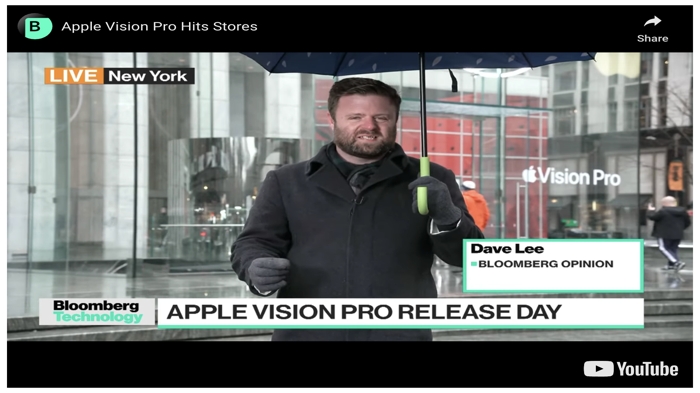 B
Apple Vision Pro Hits Stores
Share
LIVE New York
Vision Pro
Dave Lee
BLOOMBERG OPINION
Bloomberg
Technology
APPLE VISION PRO RELEASE DAY
YouTube